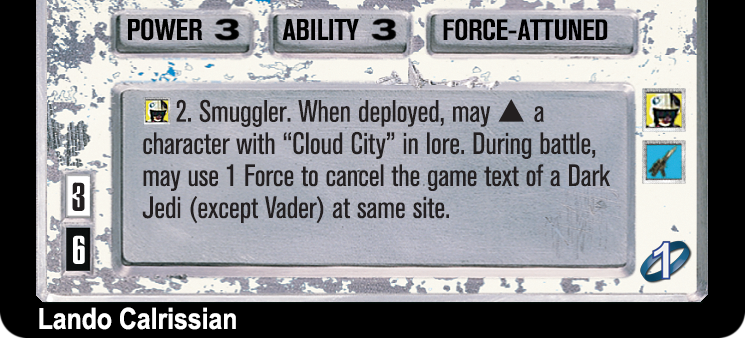 POWER 3 ABILITY 3 FORCE-ATTUNED
2. Smuggler. When deployed, may ▲ a
character with “Cloud City” in lore. During battle,
may use 1 Force to cancel the game text of a Dark
Jedi (except Vader) at same site.
3
6
1
Lando Calrissian